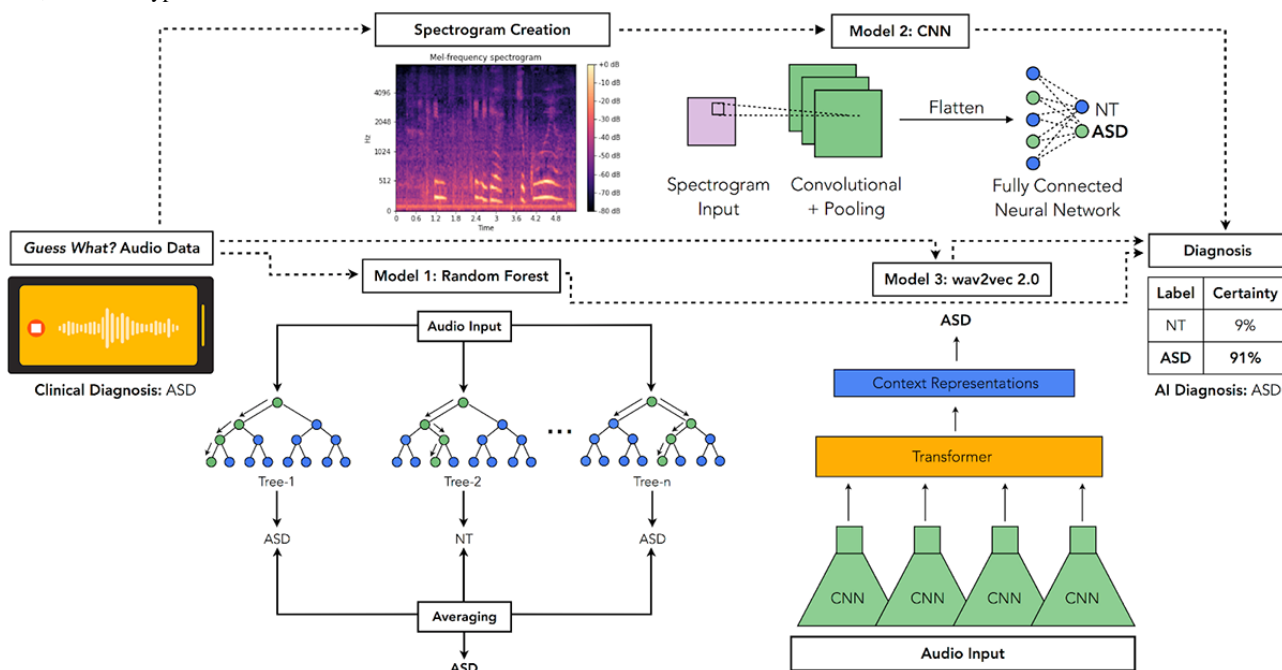 Spectrogram Creation
Model 2: CNN
Mel-frequency spectrogram
+0 dB
-10 dB
-20 dB
-30 dB
-40 dB
-50 dB
-60 dB
-70 dB
-80 dB
4096
2048
1024
512
0
Hz
0 0.6 1.2 1.8 2.4 3 3.6 4.2 4.8
Time
Flatten
NT
ASD
Spectrogram
Input
Convolutional
+ Pooling
Fully Connected
Neural Network
Guess What? Audio Data
Model 1: Random Forest
Model 3: wav2vec 2.0
Diagnosis
Label Certainty
NT 9%
ASD 91%
AI Diagnosis: ASD
Clinical Diagnosis: ASD
Audio Input
...
Tree-1 Tree-2 Tree-n
ASD NT ASD
Averaging
ASD
ASD
Context Representations
Transformer
CNN CNN CNN CNN
Audio Input